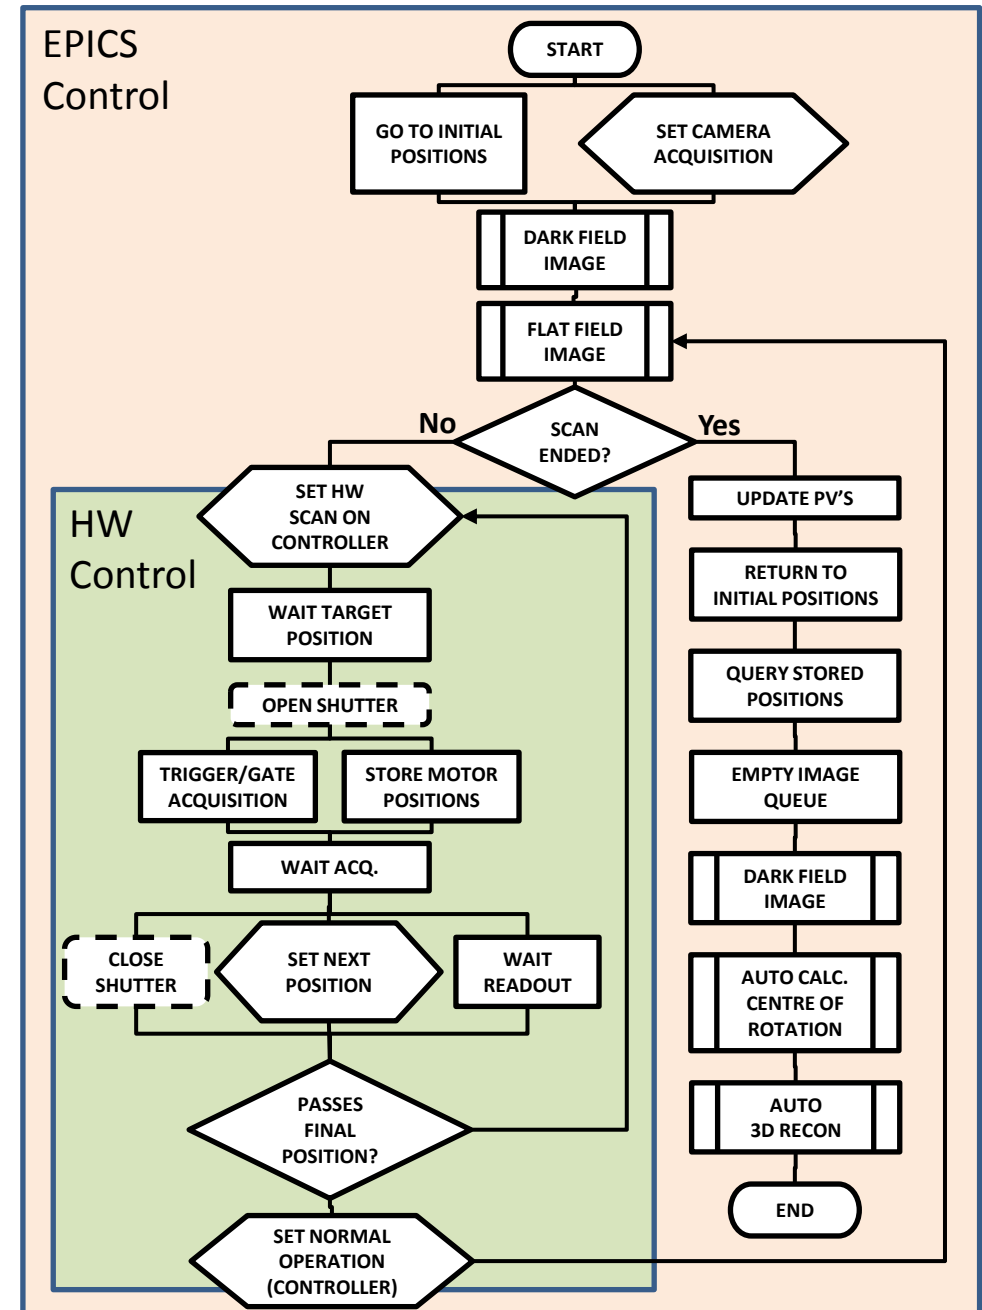 EPICS
Control
START
GO TO INITIAL
POSITIONS
SET CAMERA
ACQUISITION
DARK FIELD
IMAGE
FLAT FIELD
IMAGE
No
SCAN
ENDED?
Yes
HW
Control
SET HW
SCAN ON
CONTROLLER
WAIT TARGET
POSITION
OPEN SHUTTER
TRIGGER/GATE
ACQUISITION
STORE MOTOR
POSITIONS
WAIT ACQ.
CLOSE
SHUTTER
SET NEXT
POSITION
WAIT
READOUT
PASSES
FINAL
POSITION?
SET NORMAL
OPERATION
(CONTROLLER)
UPDATE PV'S
RETURN TO
INITIAL POSITIONS
QUERY STORED
POSITIONS
EMPTY IMAGE
QUEUE
DARK FIELD
IMAGE
AUTO CALC.
CENTRE OF
ROTATION
AUTO
3D RECON
END